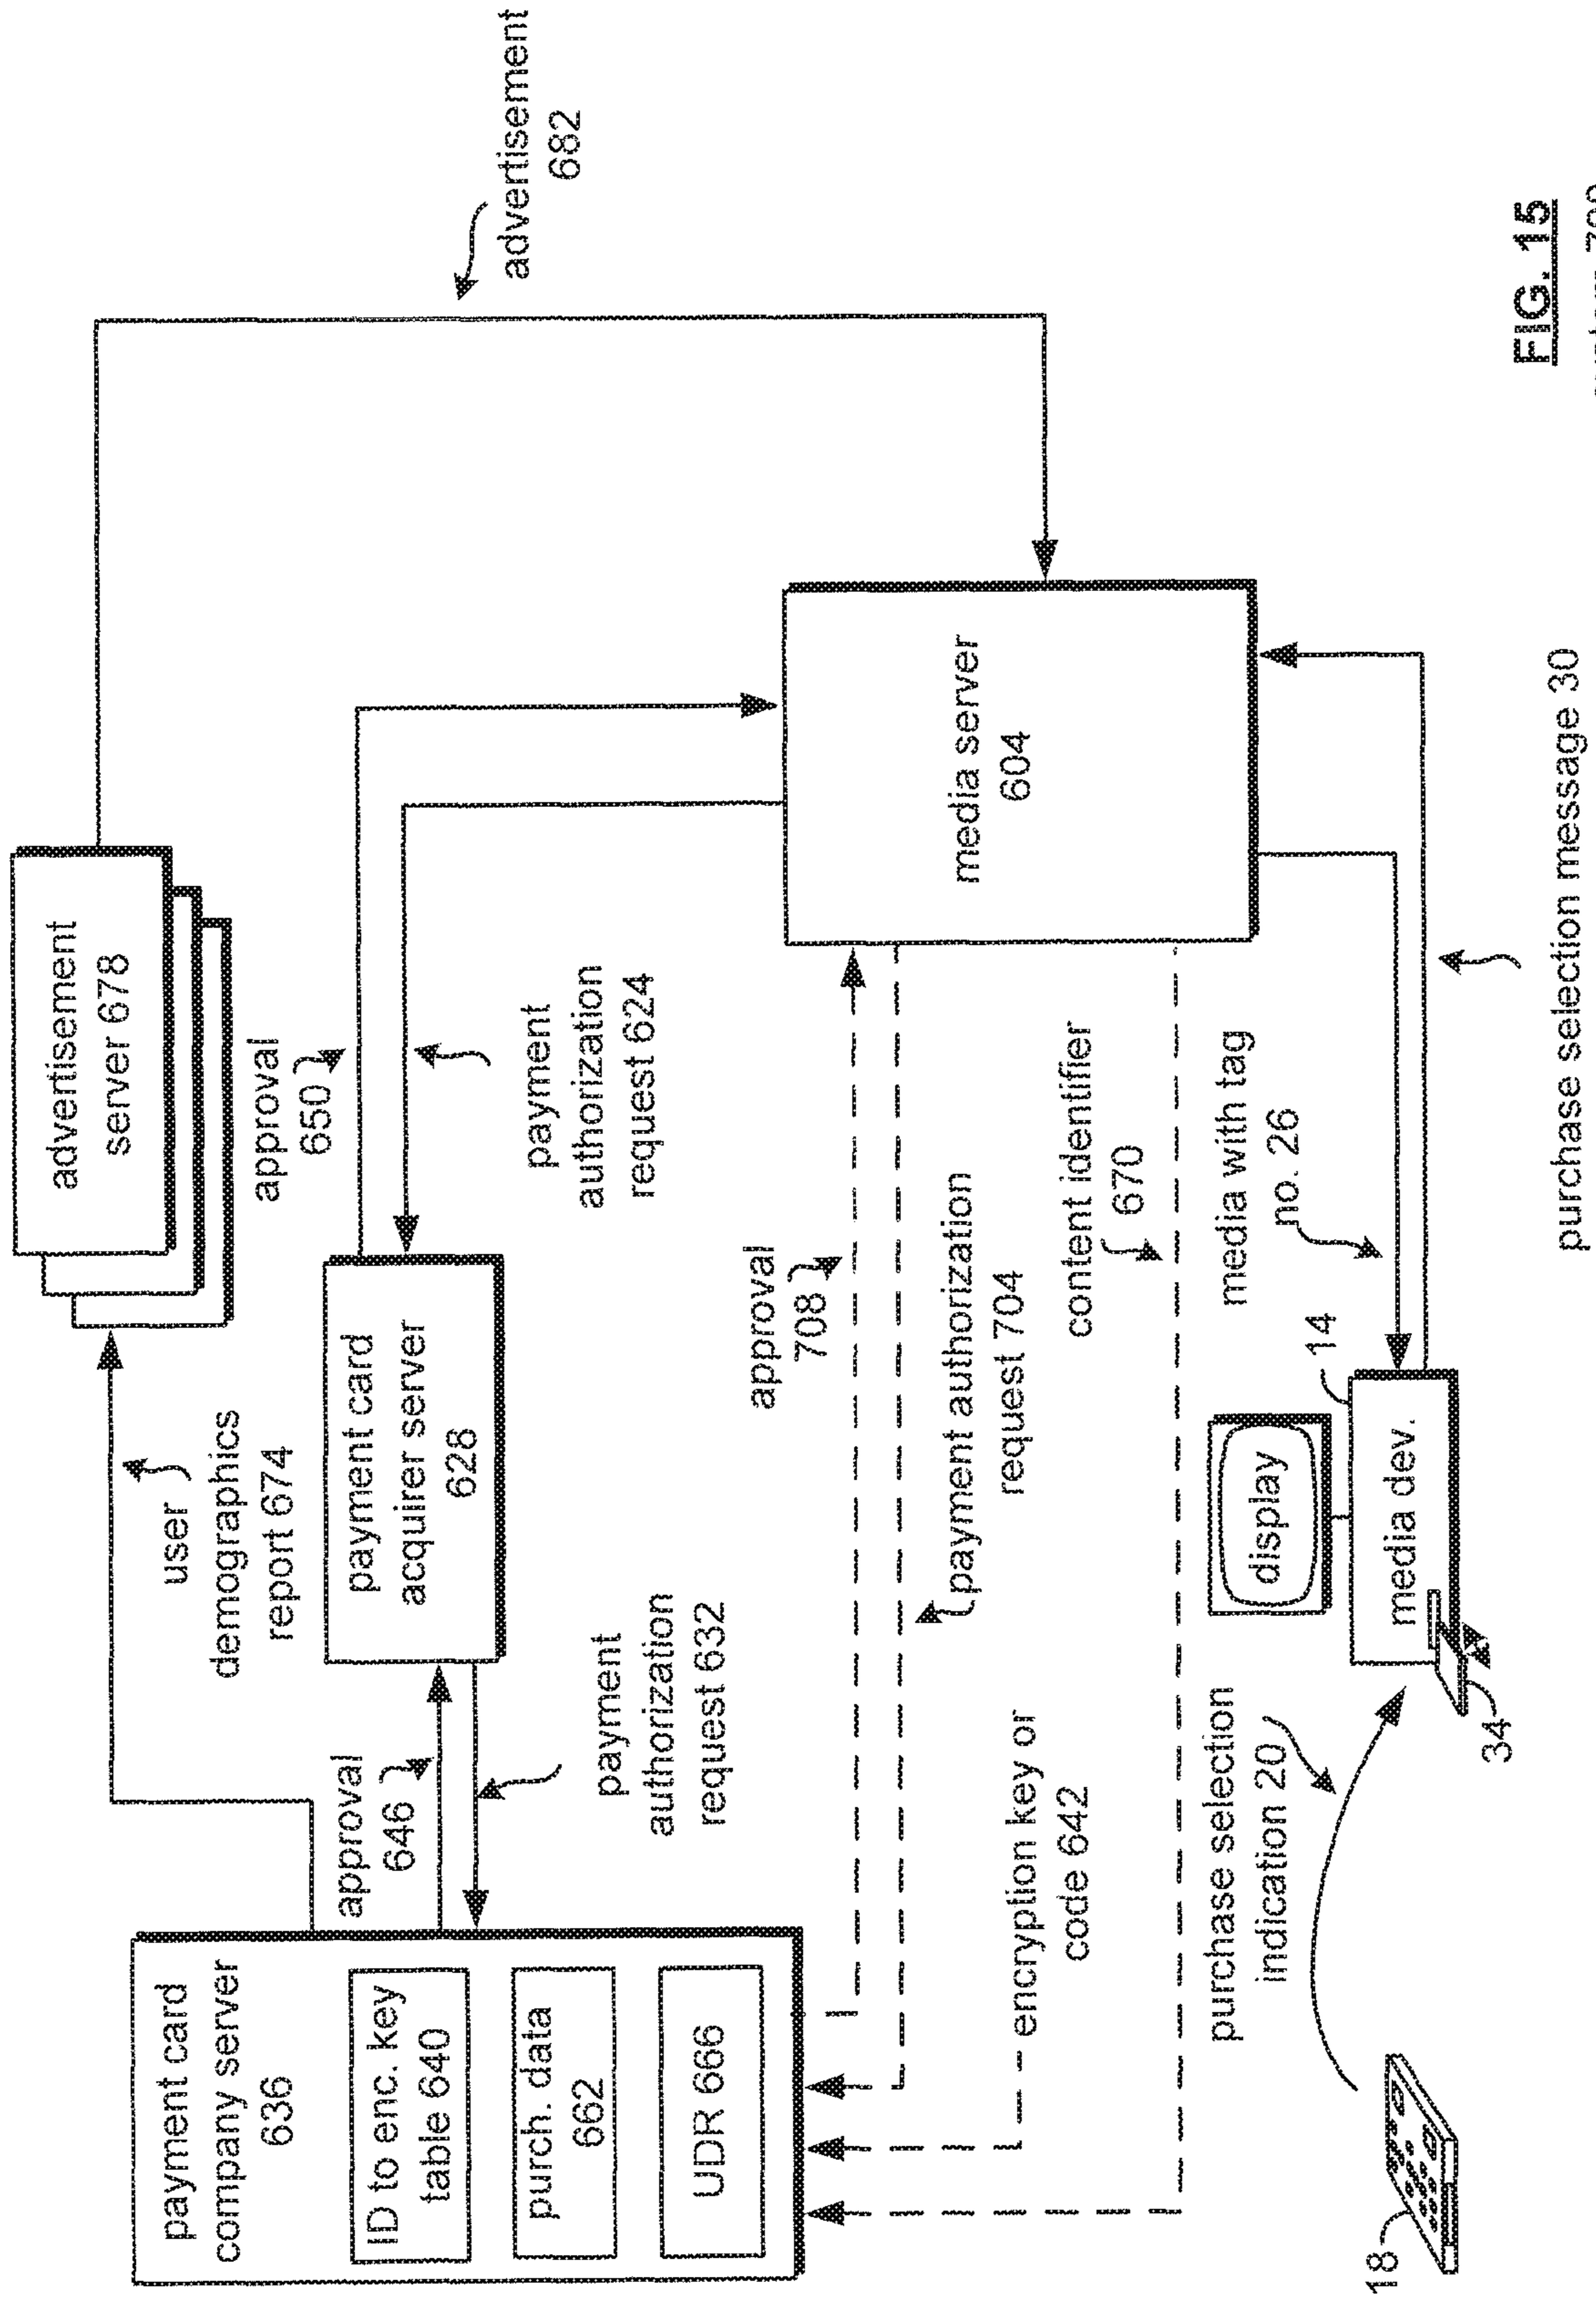 payment card
company server
636
ID to enc. key
table 640
purch. data
662
UDR 666
user
demographics
report 674
advertisement
server 678
advertisement
682
approval
646
payment
authorization
request 632
payment card
acquirer server
628
approval
650
payment
authorization
request 624
approval
708
payment authorization
request 704
encryption key or
code 642
content identifier
670
media server
604
media with tag
no. 26
purchase selection
indication 20
display
14
media dev.
34
18
purchase selection message 30
FIG. 15